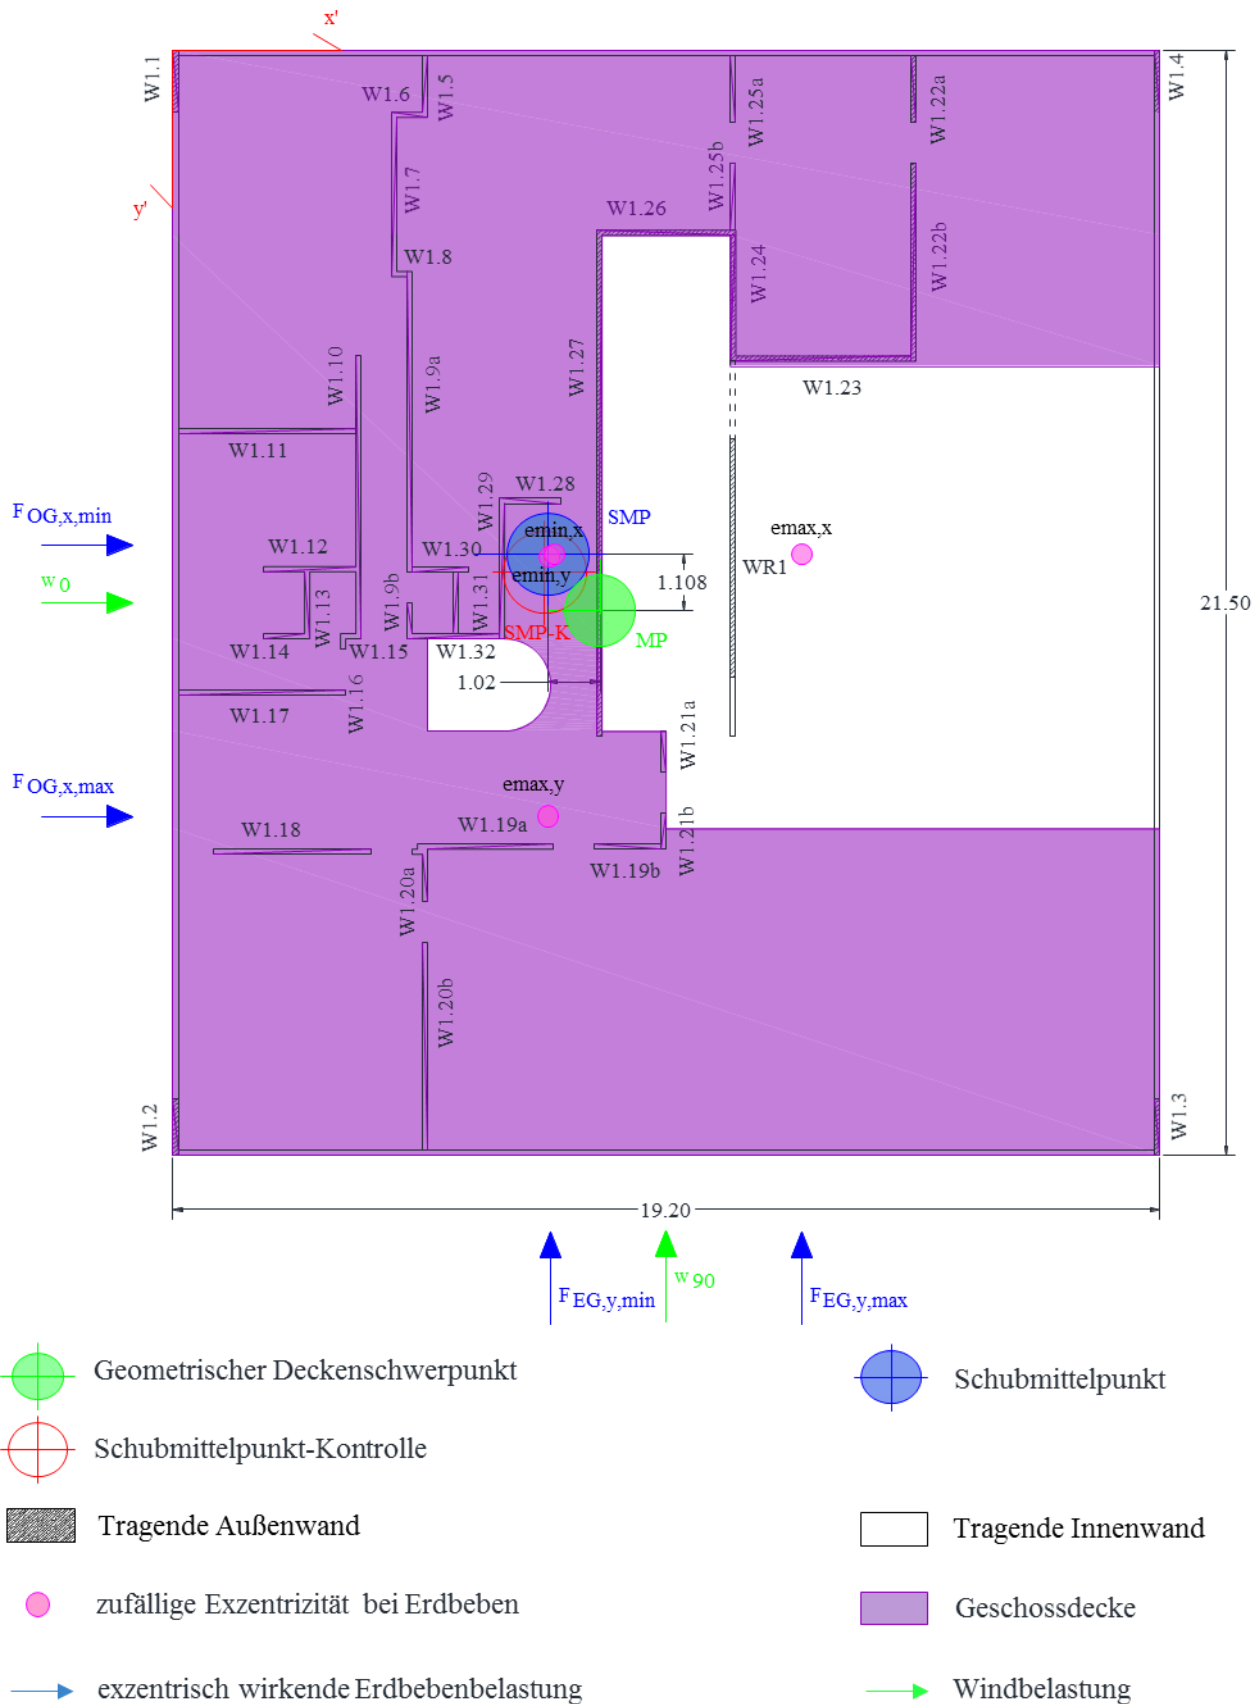 x'
y'
W1.1
W1.4
W1.5
W1.6
W1.25a
W1.22a
W1.7
W1.25b
W1.26
W1.8
W1.24
W1.22b
W1.10
W1.9a
W1.27
W1.23
W1.11
W1.29
W1.28
FOG,x,min
SMP
emin,x
emax,x
W1.12
W1.30
w0
emin,y
1.108
WR1
W1.13
W1.9b
W1.31
21.50
SMP-K
MP
W1.14
W1.15
W1.32
1.02
W1.16
W1.17
W1.21a
FOG,x,max
emax,y
W1.18
W1.19a
W1.21b
W1.19b
W1.20a
W1.20b
W1.2
W1.3
19.20
w90
FEG,y,min
FEG,y,max
Geometrischer Deckenschwerpunkt
Schubmittelpunkt
Schubmittelpunkt-Kontrolle
Tragende Außenwand
Tragende Innenwand
zufällige Exzentrizität bei Erdbeben
Geschossdecke
exzentrisch wirkende Erdbebenbelastung
Windbelastung